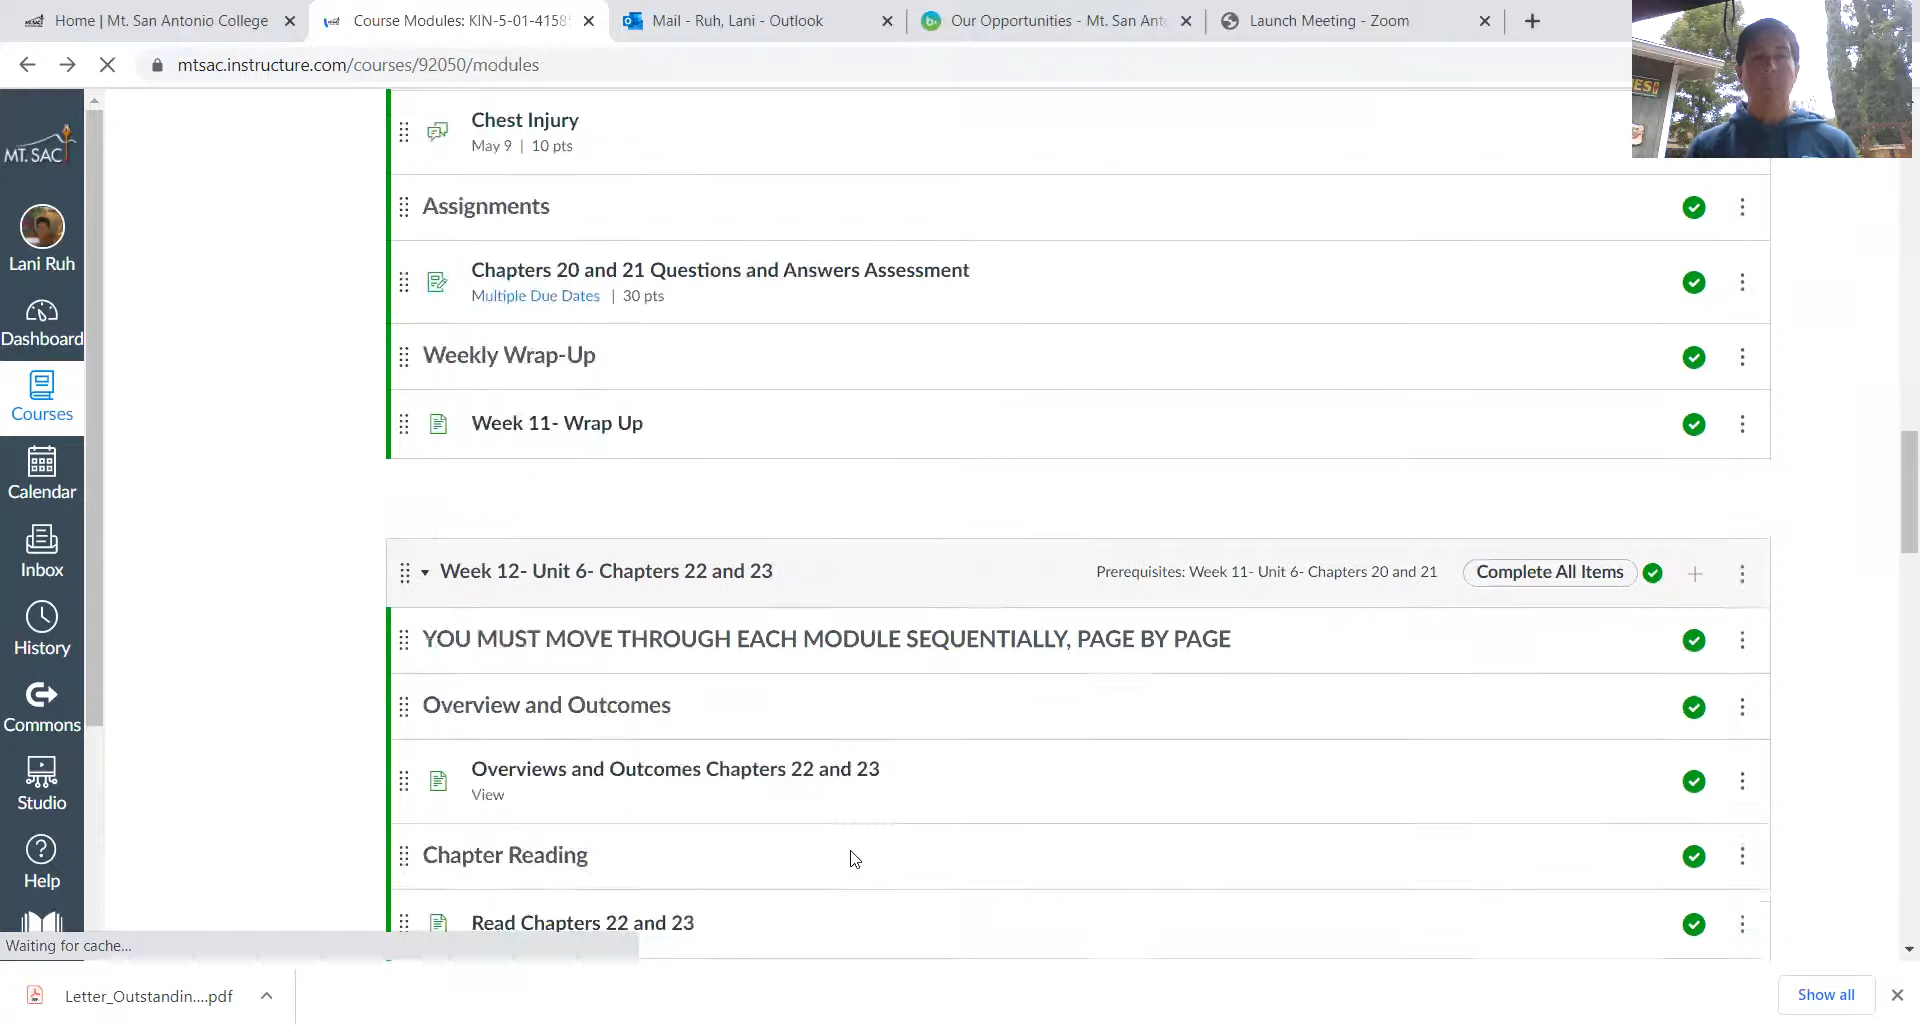 Home | Mt. San Antonio College
Course Modules: KIN-5-01-4158
Mail - Ruh, Lani - Outlook
Our Opportunities - Mt. San Ant
Launch Meeting - Zoom
mtsac.instructure.com/courses/92050/modules
MT. SAC
Lani Ruh
Dashboard
Courses
Calendar
Inbox
History
Commons
Studio
Help
Chest Injury
May 9 | 10 pts
Assignments
Chapters 20 and 21 Questions and Answers Assessment
Multiple Due Dates | 30 pts
Weekly Wrap-Up
Week 11- Wrap Up
Week 12- Unit 6- Chapters 22 and 23
Prerequisites: Week 11- Unit 6- Chapters 20 and 21
Complete All Items
YOU MUST MOVE THROUGH EACH MODULE SEQUENTIALLY, PAGE BY PAGE
Overview and Outcomes
Overviews and Outcomes Chapters 22 and 23
View
Chapter Reading
Read Chapters 22 and 23
Waiting for cache...
Letter_Outstandin....pdf
Show all